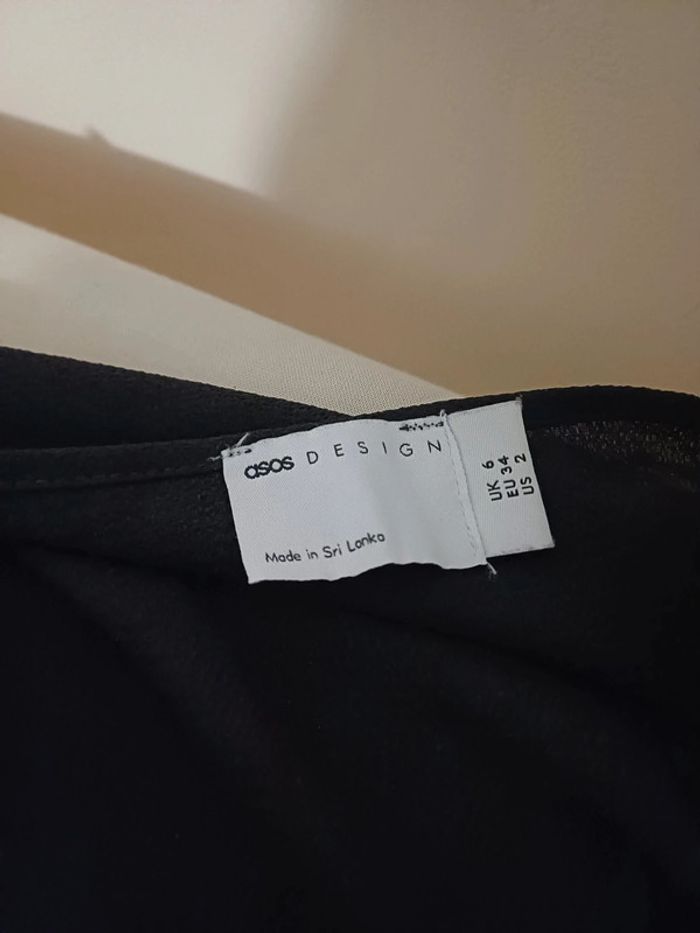 asos DESIGN
Made in Sri Lanka
UK 6
EU 34
US 2